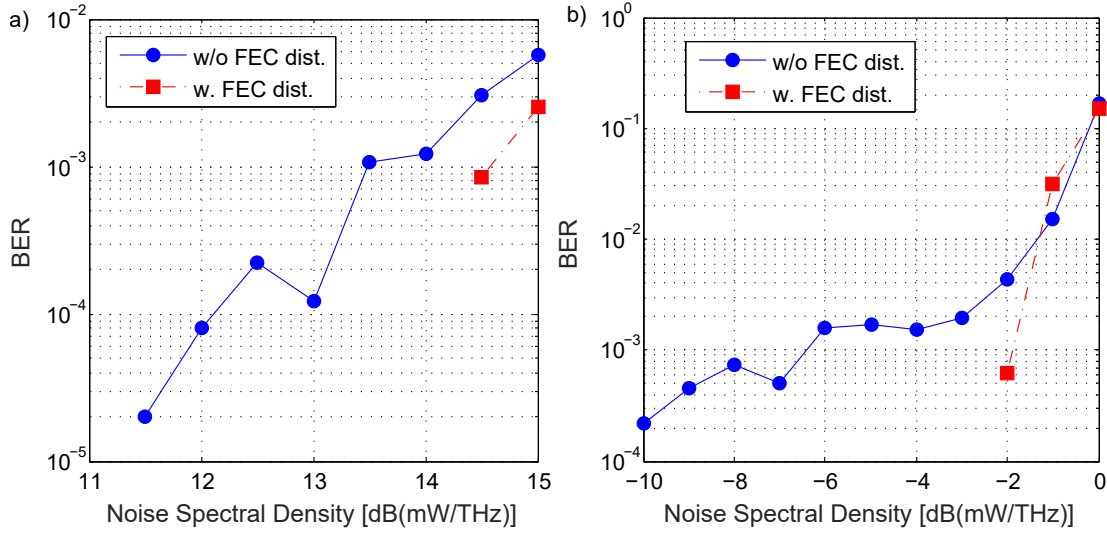 a)
10^-2
10^-3
10^-4
10^-5
BER
w/o FEC dist.
w. FEC dist.
11 12 13 14 15
Noise Spectral Density [dB(mW/THz)]
b)
10^0
10^-1
10^-2
10^-3
10^-4
BER
w/o FEC dist.
w. FEC dist.
−10 −8 −6 −4 −2 0
Noise Spectral Density [dB(mW/THz)]